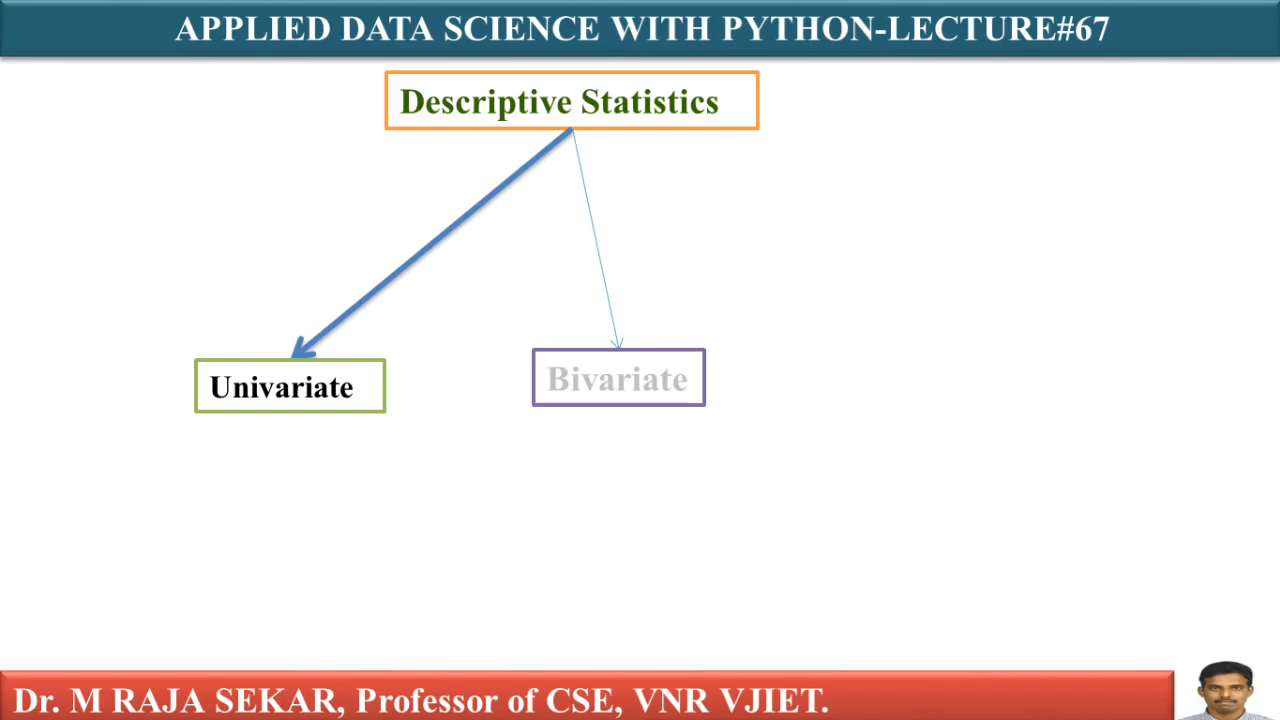 APPLIED DATA SCIENCE WITH PYTHON-LECTURE#67
Descriptive Statistics
Univariate
Bivariate
Dr. M RAJA SEKAR, Professor of CSE, VNR VJIET.